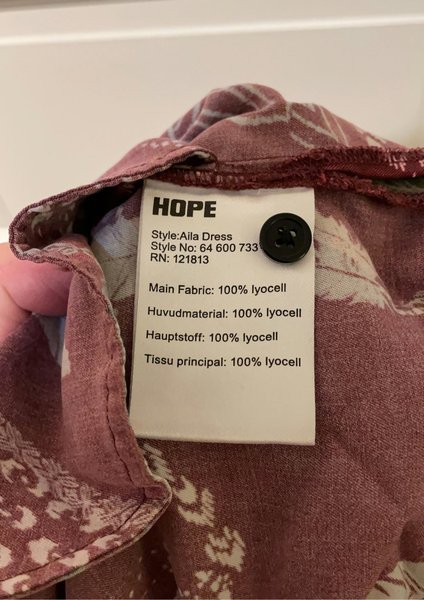 HOPE
Style:Aila Dress
Style No: 64 600 733
RN: 121813
Main Fabric: 100% lyocell
Huvudmaterial: 100% lyocell
Hauptstoff: 100% lyocell
Tissu principal: 100% lyocell